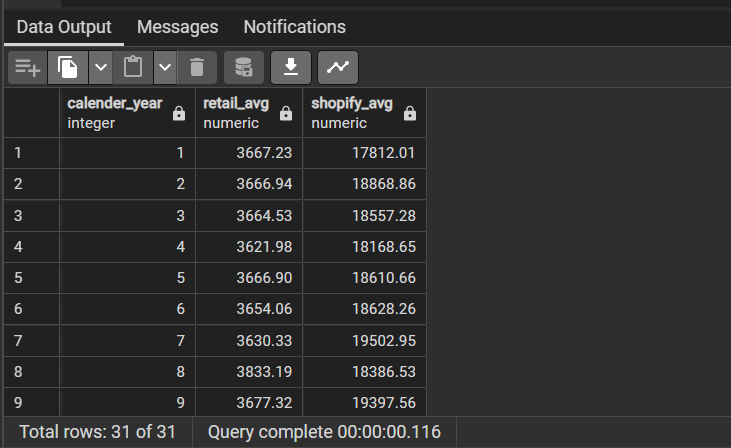 Data Output Messages Notifications
calender_year retail_avg shopify_avg
integer numeric numeric
1 1 3667.23 17812.01
2 2 3666.94 18868.86
3 3 3664.53 18557.28
4 4 3621.98 18168.65
5 5 3666.90 18610.66
6 6 3654.06 18628.26
7 7 3630.33 19502.95
8 8 3833.19 18386.53
9 9 3677.32 19397.56
Total rows: 31 of 31 Query complete 00:00:00.116